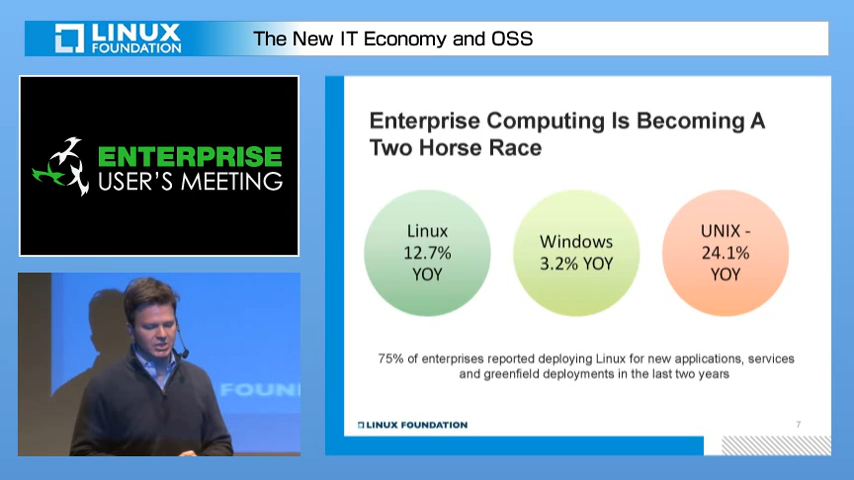 LINUX
FOUNDATION
The New IT Economy and OSS
ENTERPRISE
USER'S MEETING
Enterprise Computing Is Becoming A
Two Horse Race
Linux
12.7%
YOY
Windows
3.2% YOY
UNIX -
24.1%
YOY
75% of enterprises reported deploying Linux for new applications, services
and greenfield deployments in the last two years
FOUN
LINUX FOUNDATION
7